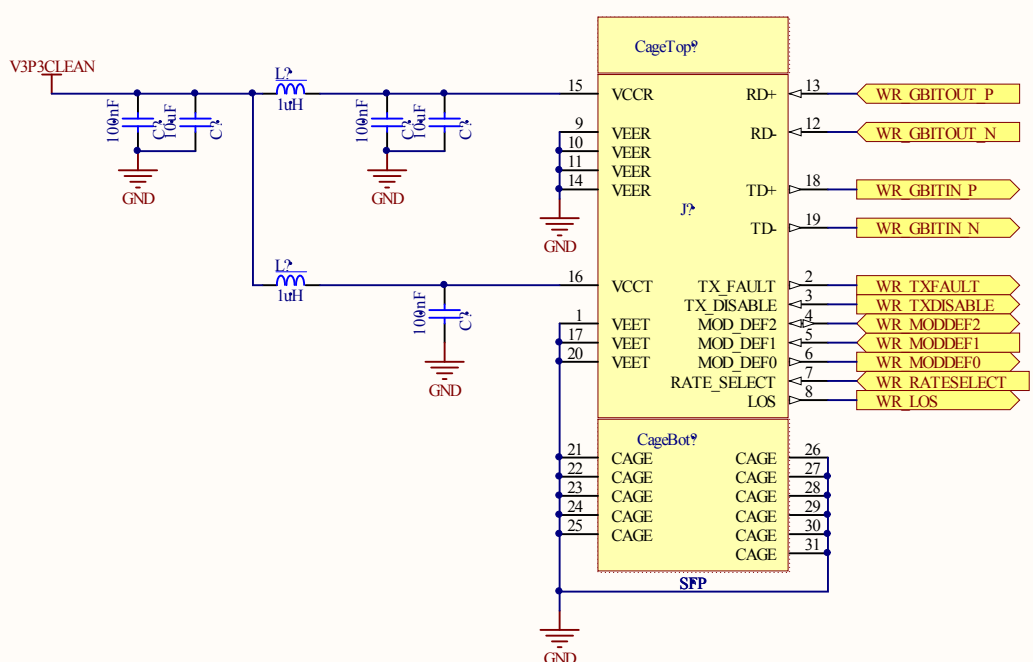 CageTop?
V3P3CLEAN
L?
1uH
100nF
C?
10uF
C?
100nF
C?
10uF
C?
GND
GND
15 VCCR RD+ 13 WR_GBITOUT_P
9 VEER RD- 12 WR_GBITOUT_N
10 VEER
11 VEER
14 VEER TD+ 18 WR_GBITIN_P
GND
J?
TD- 19 WR_GBITIN_N
L?
1uH
16 VCCT TX_FAULT 2 WR_TXFAULT
TX_DISABLE 3 WR_TXDISABLE
100nF
C?
GND
1 VEET MOD_DEF2 4 WR_MODDEF2
17 VEET MOD_DEF1 5 WR_MODDEF1
20 VEET MOD_DEF0 6 WR_MODDEF0
RATE_SELECT 7 WR_RATESELECT
LOS 8 WR_LOS
CageBot?
21 CAGE CAGE 26
22 CAGE CAGE 27
23 CAGE CAGE 28
24 CAGE CAGE 29
25 CAGE CAGE 30
CAGE 31
SFP
GND